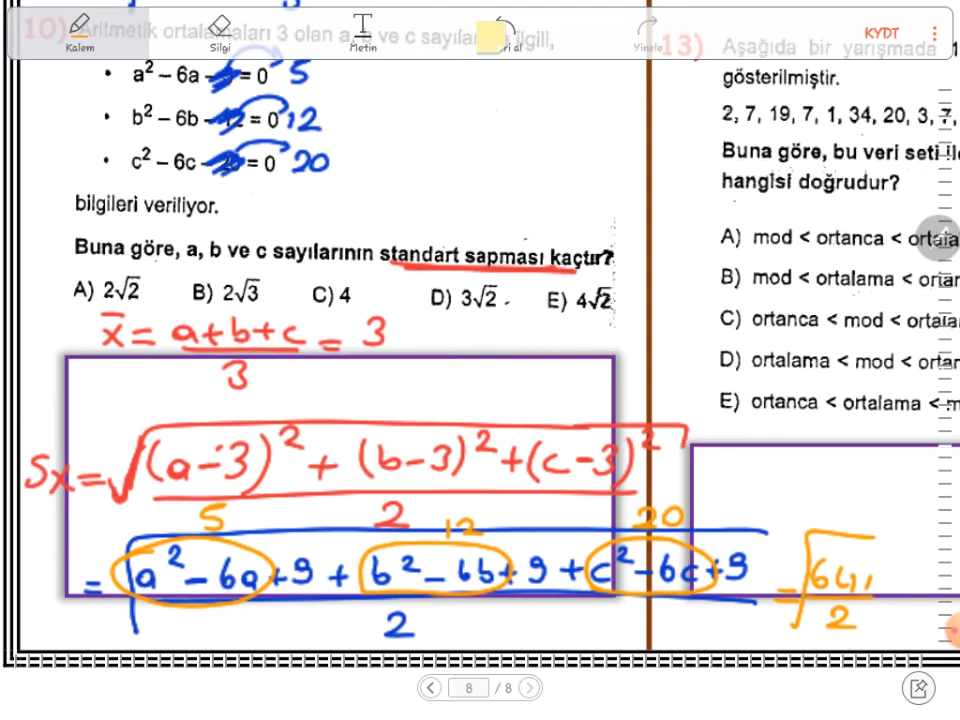 Kalem
Silgi
Metin
Yinele
KYDT
10) Aritmetik ortalamaları 3 olan a, b ve c sayıları ilgili,
• a² – 6a – = 0 5
• b² – 6b – 12 = 0 12
• c² – 6c – 20 = 0 20
bilgileri veriliyor.
Buna göre, a, b ve c sayılarının standart sapması kaçtır?
A) 2√2 B) 2√3 C) 4 D) 3√2 E) 4√2
x̄ = a+b+c / 3 = 3
Sx = √((a-3)² + (b-3)² + (c-3)² / 2)
5 12 20
= √(a² - 6a + 9 + b² - 6b + 9 + c² - 6c + 9 / 2) = √(64 / 2)
13) Aşağıda bir yarışmada 1
gösterilmiştir.
2, 7, 19, 7, 1, 34, 20, 3, 7,
Buna göre, bu veri seti ile
hangisi doğrudur?
A) mod < ortanca < ortala
B) mod < ortalama < ortan
C) ortanca < mod < ortala
D) ortalama < mod < ortan
E) ortanca < ortalama < m
8 / 8